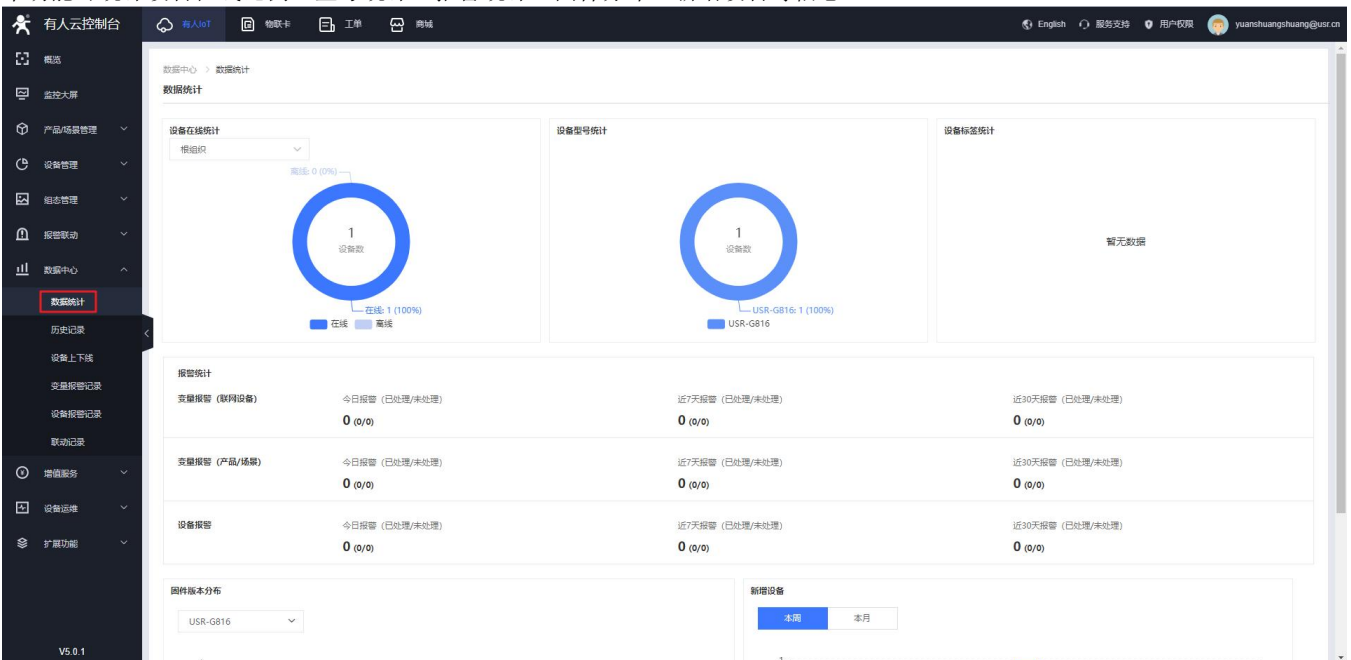 有人云控制台
有人IoT 物联卡 工单 商城
English 服务支持 用户权限 yuanshuangshuang@usr.cn
概览
监控大屏
产品/场景管理
设备管理
组态管理
报警联动
数据中心
数据统计
历史记录
设备上下线
变量报警记录
设备报警记录
联动记录
增值服务
设备运维
扩展功能
V5.0.1
数据中心 > 数据统计
数据统计
设备在线统计
根组织
离线: 0 (0%)
1
设备数
在线: 1 (100%)
在线 离线
设备型号统计
1
设备数
USR-G816: 1 (100%)
USR-G816
设备标签统计
暂无数据
报警统计
变量报警（联网设备） 今日报警（已处理/未处理） 近7天报警（已处理/未处理） 近30天报警（已处理/未处理）
0 (0/0) 0 (0/0) 0 (0/0)
变量报警（产品/场景） 今日报警（已处理/未处理） 近7天报警（已处理/未处理） 近30天报警（已处理/未处理）
0 (0/0) 0 (0/0) 0 (0/0)
设备报警 今日报警（已处理/未处理） 近7天报警（已处理/未处理） 近30天报警（已处理/未处理）
0 (0/0) 0 (0/0) 0 (0/0)
固件版本分布
USR-G816
新增设备
本周 本月